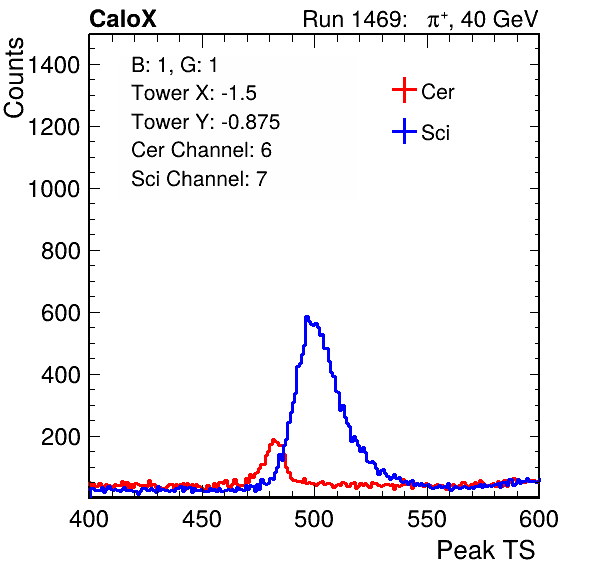 CaloX Run 1469: π⁺, 40 GeV
Counts
B: 1, G: 1
Tower X: -1.5
Tower Y: -0.875
Cer Channel: 6
Sci Channel: 7
Cer
Sci
1400
1200
1000
800
600
400
200
400 450 500 550 600
Peak TS